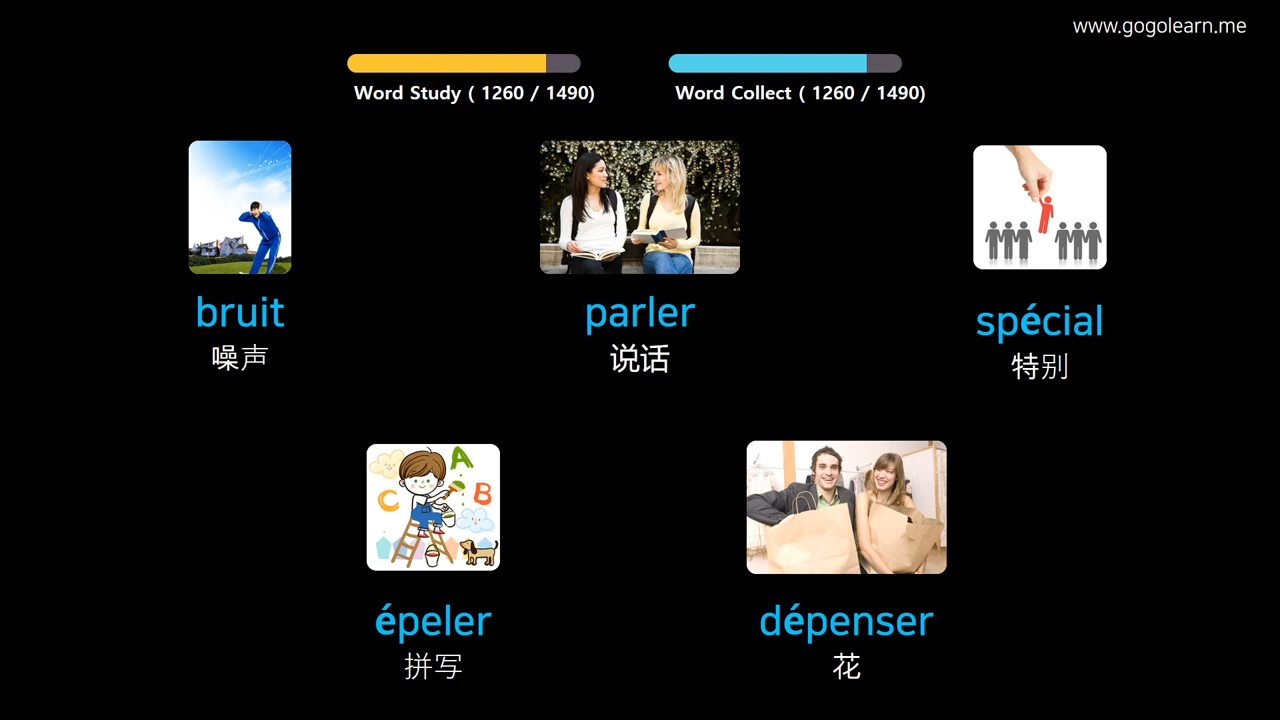 www.gogolearn.me
Word Study ( 1260 / 1490)
Word Collect ( 1260 / 1490)
bruit
噪声
parler
说话
spécial
特别
A
C
B
épeler
拼写
dépenser
花